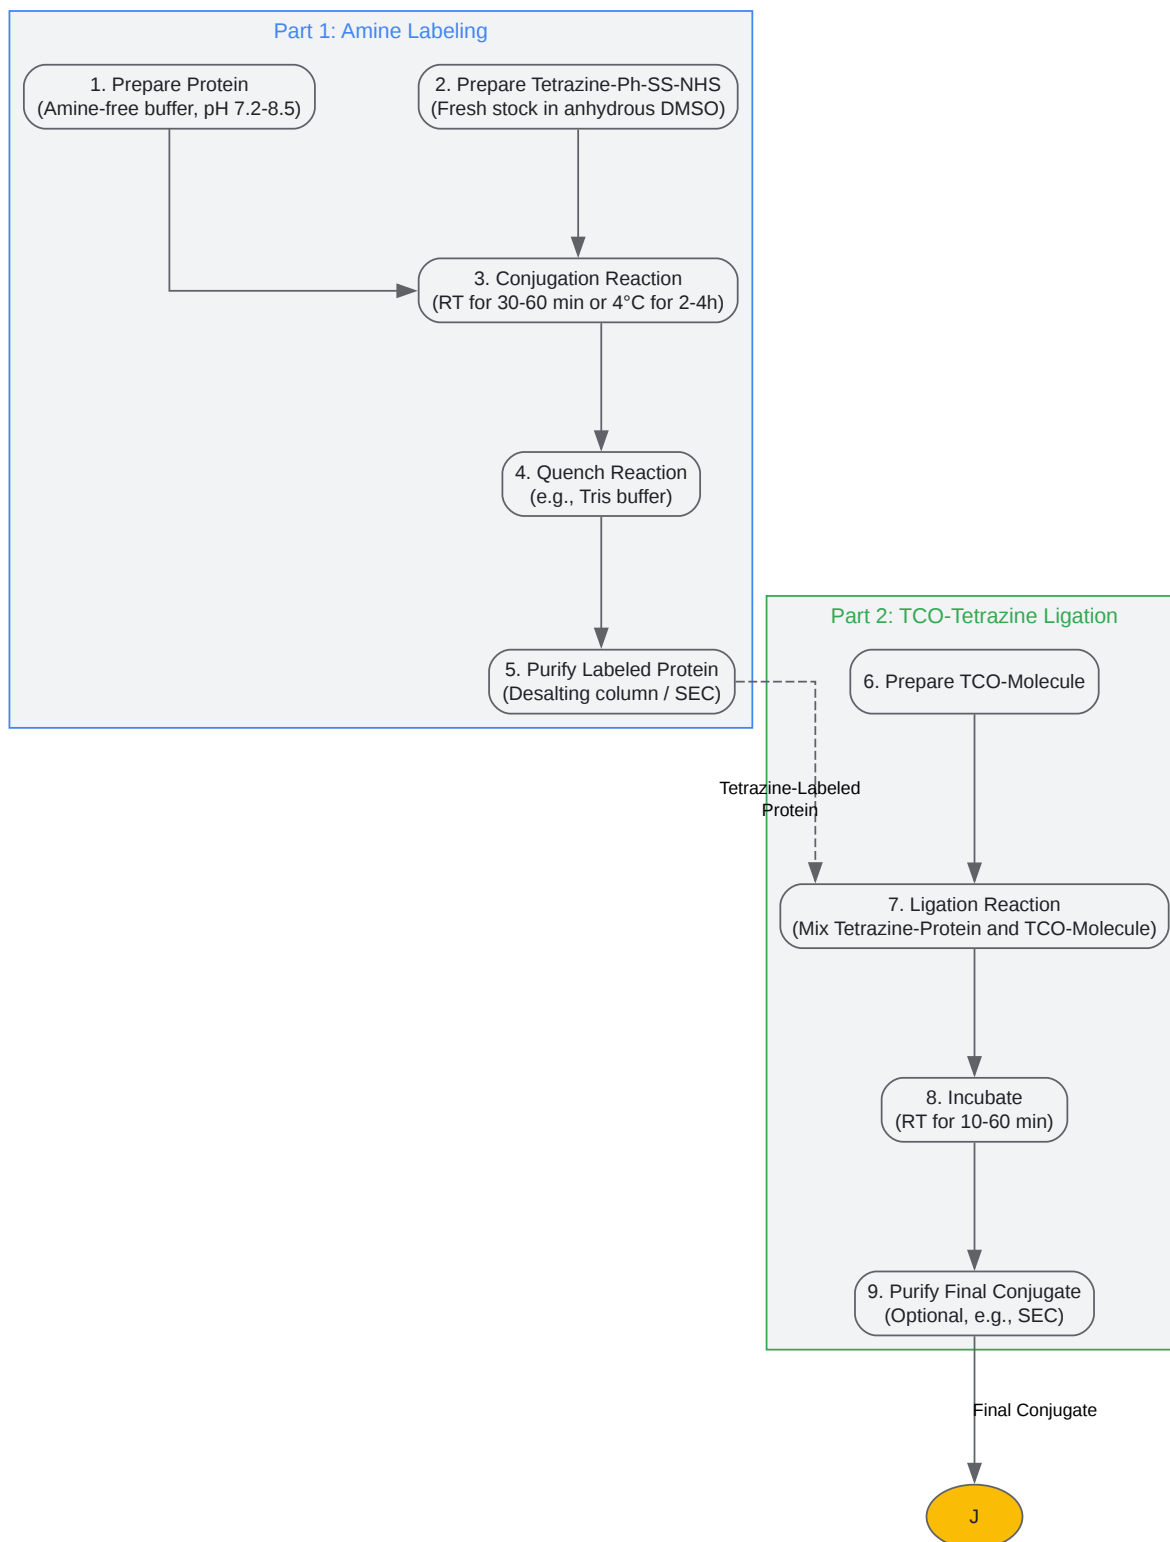 Part 1: Amine Labeling
1. Prepare Protein
(Amine-free buffer, pH 7.2-8.5)
2. Prepare Tetrazine-Ph-SS-NHS
(Fresh stock in anhydrous DMSO)
3. Conjugation Reaction
(RT for 30-60 min or 4°C for 2-4h)
4. Quench Reaction
(e.g., Tris buffer)
5. Purify Labeled Protein
(Desalting column / SEC)
Part 2: TCO-Tetrazine Ligation
6. Prepare TCO-Molecule
Tetrazine-Labeled
Protein
7. Ligation Reaction
(Mix Tetrazine-Protein and TCO-Molecule)
8. Incubate
(RT for 10-60 min)
9. Purify Final Conjugate
(Optional, e.g., SEC)
Final Conjugate
J